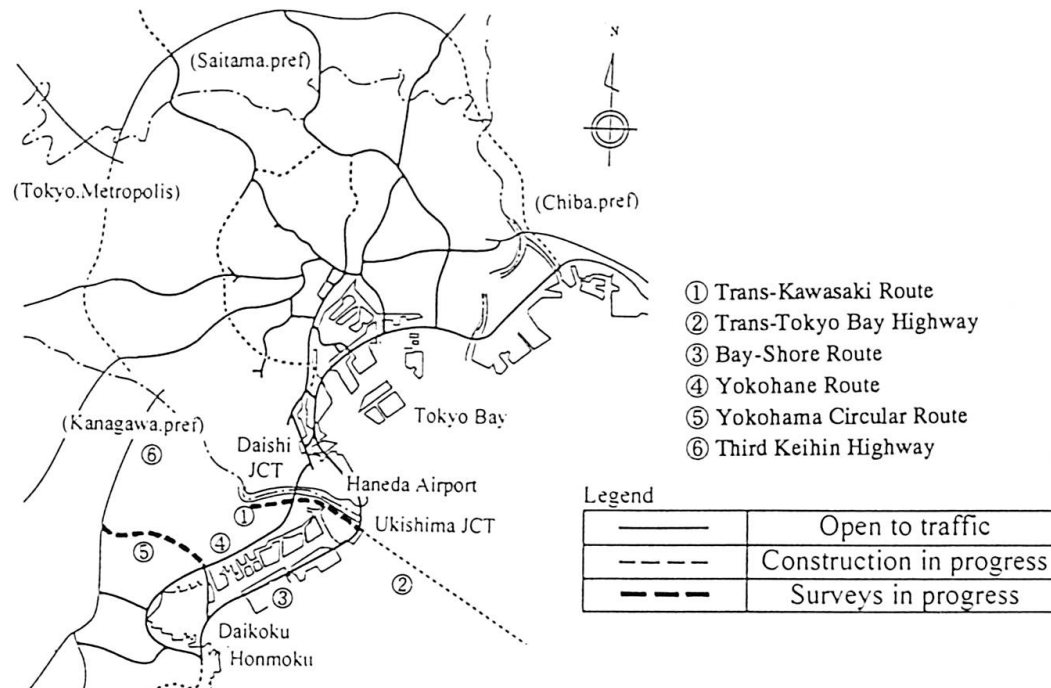 N
(Saitama.pref)
(Tokyo.Metropolis)
(Chiba.pref)
① Trans-Kawasaki Route
② Trans-Tokyo Bay Highway
③ Bay-Shore Route
④ Yokohane Route
⑤ Yokohama Circular Route
⑥ Third Keihin Highway
Tokyo Bay
(Kanagawa.pref)
⑥
Daishi
JCT
Haneda Airport
①
Ukishima JCT
④
⑤
②
③
Daikoku
Honmoku
Legend
Open to traffic
Construction in progress
Surveys in progress